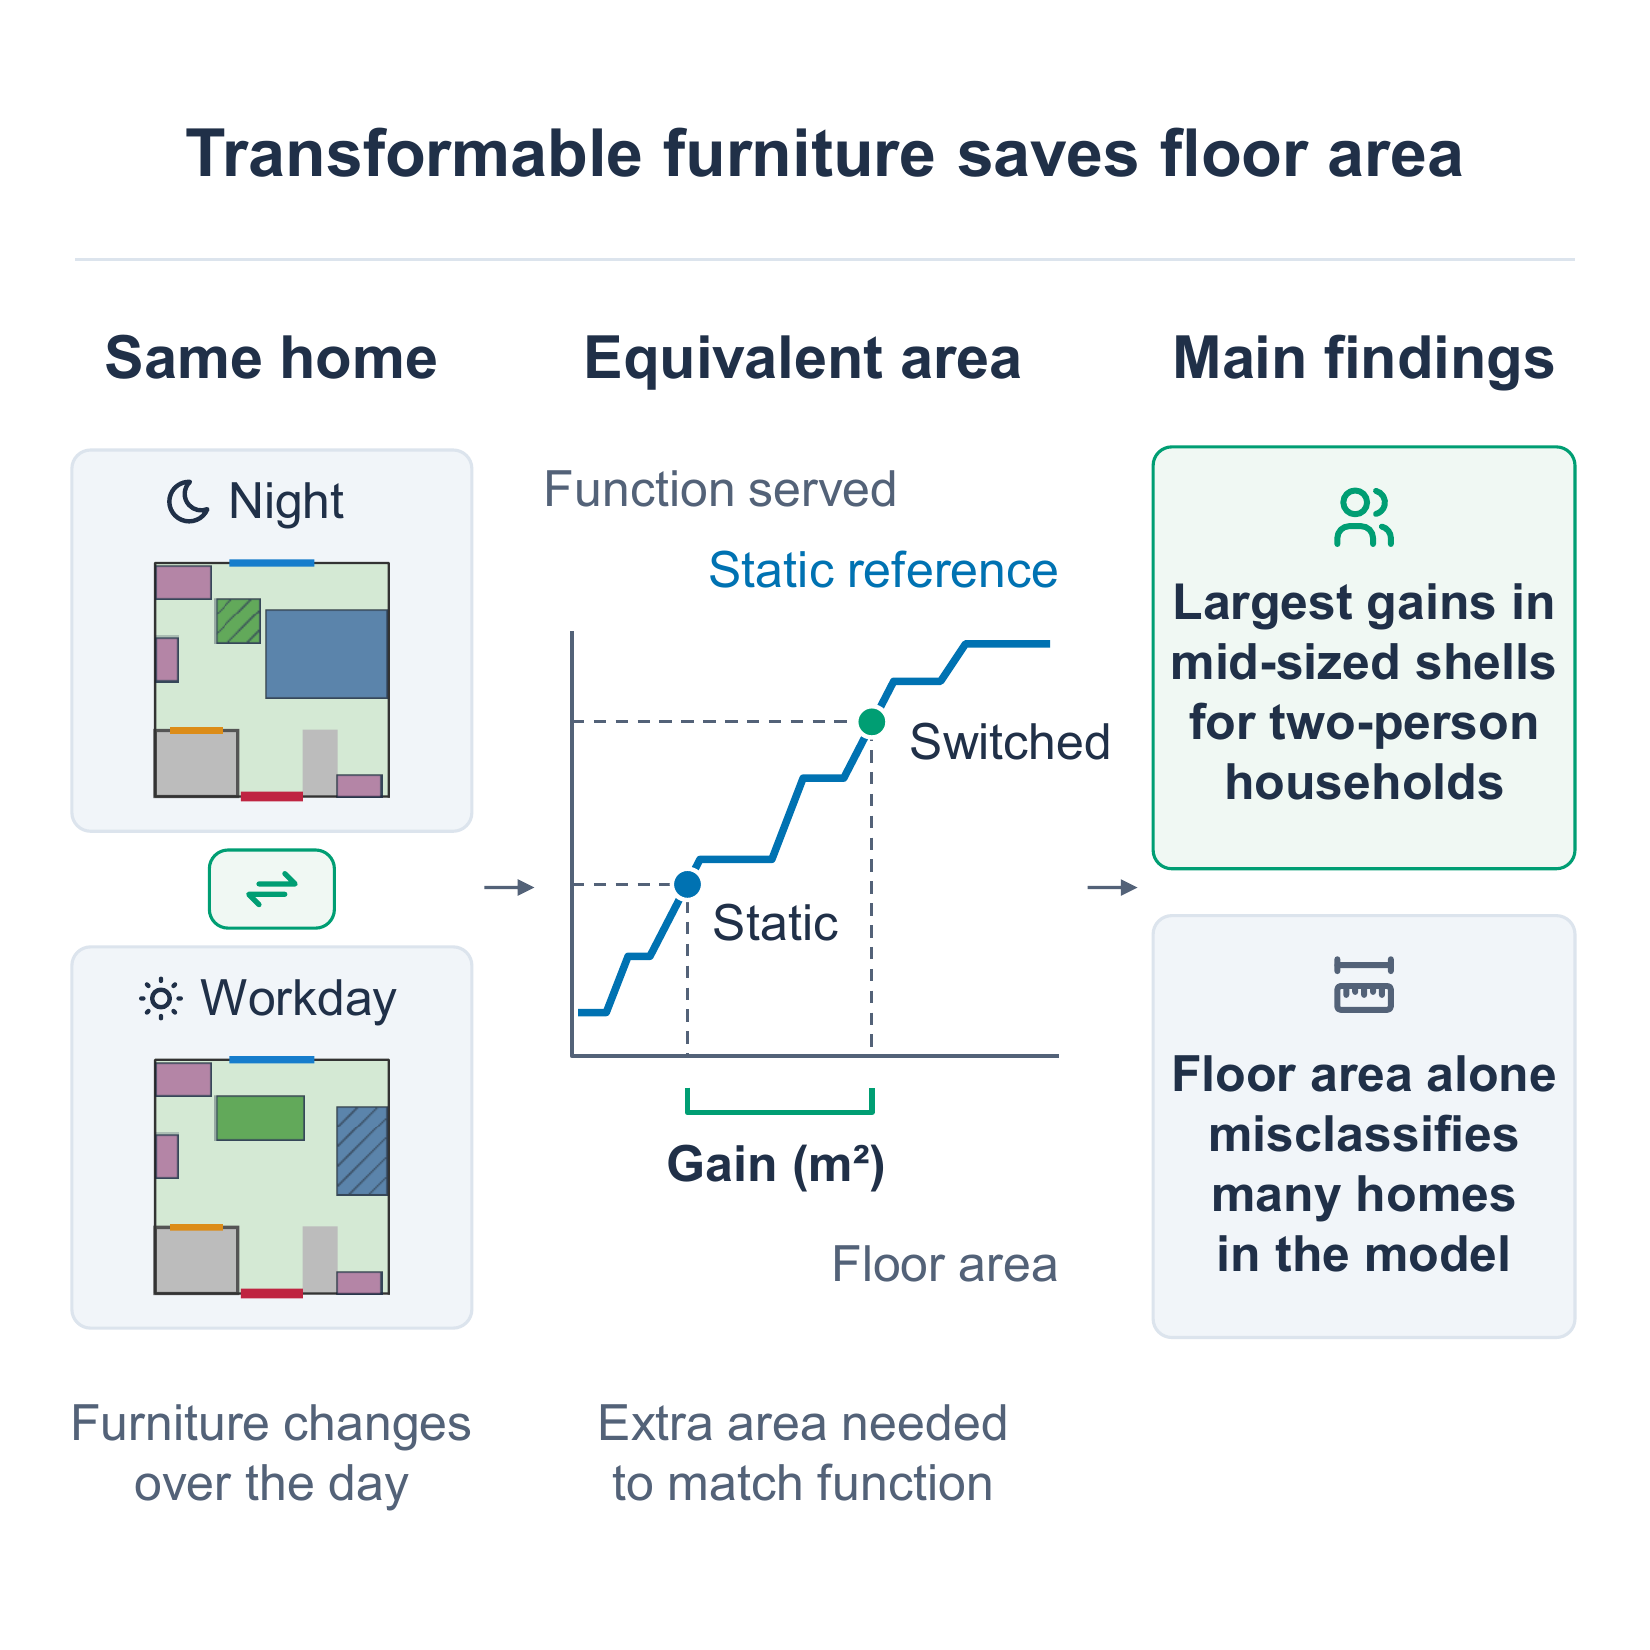 Transformable furniture saves floor area
Same home
Night
Workday
Furniture changes
over the day
Equivalent area
Function served
Static reference
Switched
Static
Gain (m²)
Floor area
Extra area needed
to match function
Main findings
Largest gains in
mid-sized shells
for two-person
households
Floor area alone
misclassifies
many homes
in the model